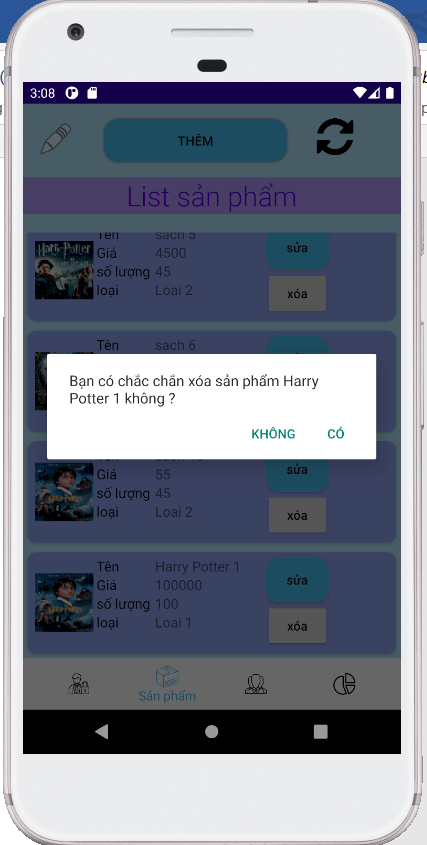 3:08
THÊM
List sản phẩm
Tên sach 5
Giá 4500
số lượng 45
loại Loai 2
sửa
xóa
Tên sach 6
Bạn có chắc chắn xóa sản phẩm Harry
Potter 1 không ?
KHÔNG CÓ
Giá 55
số lượng 45
loại Loai 2
sửa
xóa
Tên Harry Potter 1
Giá 100000
số lượng 100
loại Loai 1
sửa
xóa
Sản phẩm